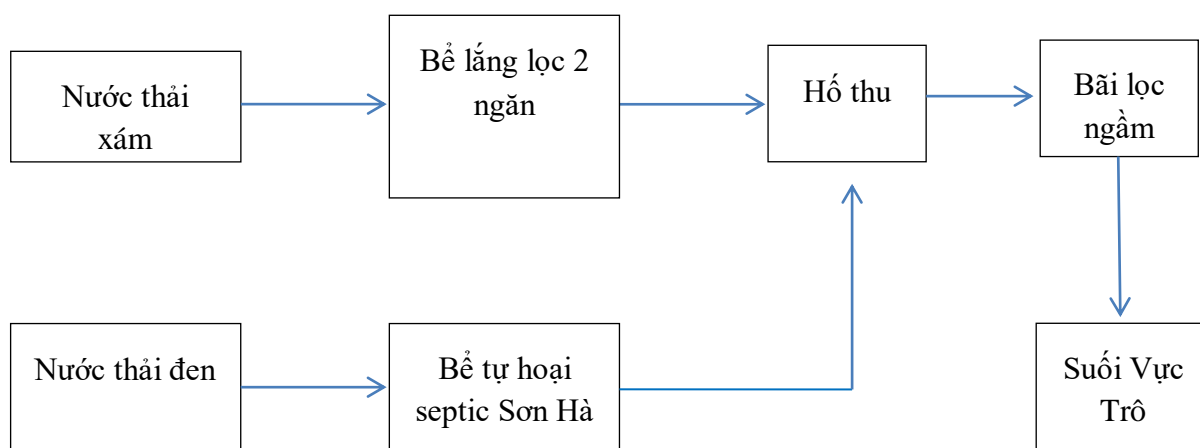 Nước thải
xám
Bể lắng lọc 2
ngăn
Hố thu
Bãi lọc
ngầm
Nước thải đen
Bể tự hoại
septic Sơn Hà
Suối Vực
Trô